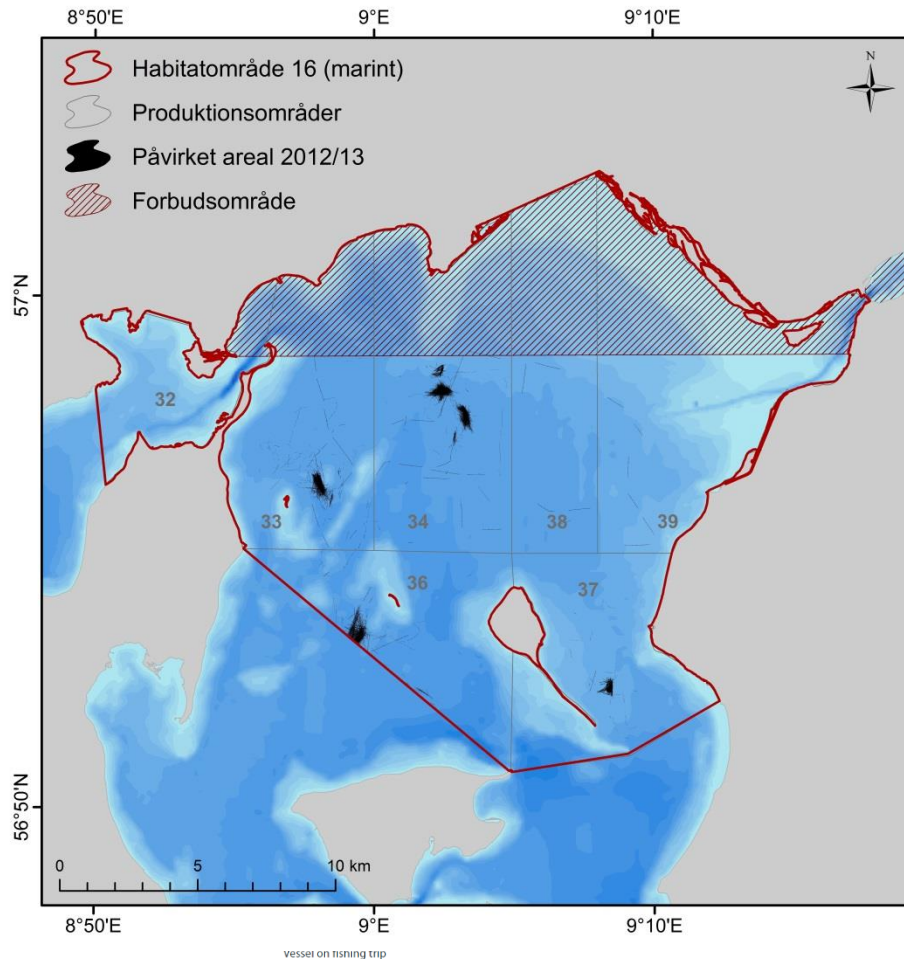 8°50'E 9°E 9°10'E
N
Habitatområde 16 (marint)
Produktionsområder
Påvirket areal 2012/13
Forbudsområde
57°N
32
33 34 38 39
36 37
56°50'N
0 5 10 km
8°50'E 9°E 9°10'E
Vessel on fishing trip